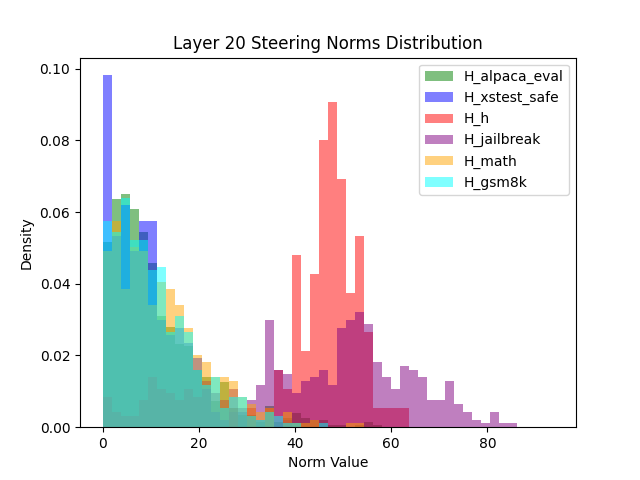 Layer 20 Steering Norms Distribution
H_alpaca_eval
H_xstest_safe
H_h
H_jailbreak
H_math
H_gsm8k
Density
0.10
0.08
0.06
0.04
0.02
0.00
0 20 40 60 80
Norm Value